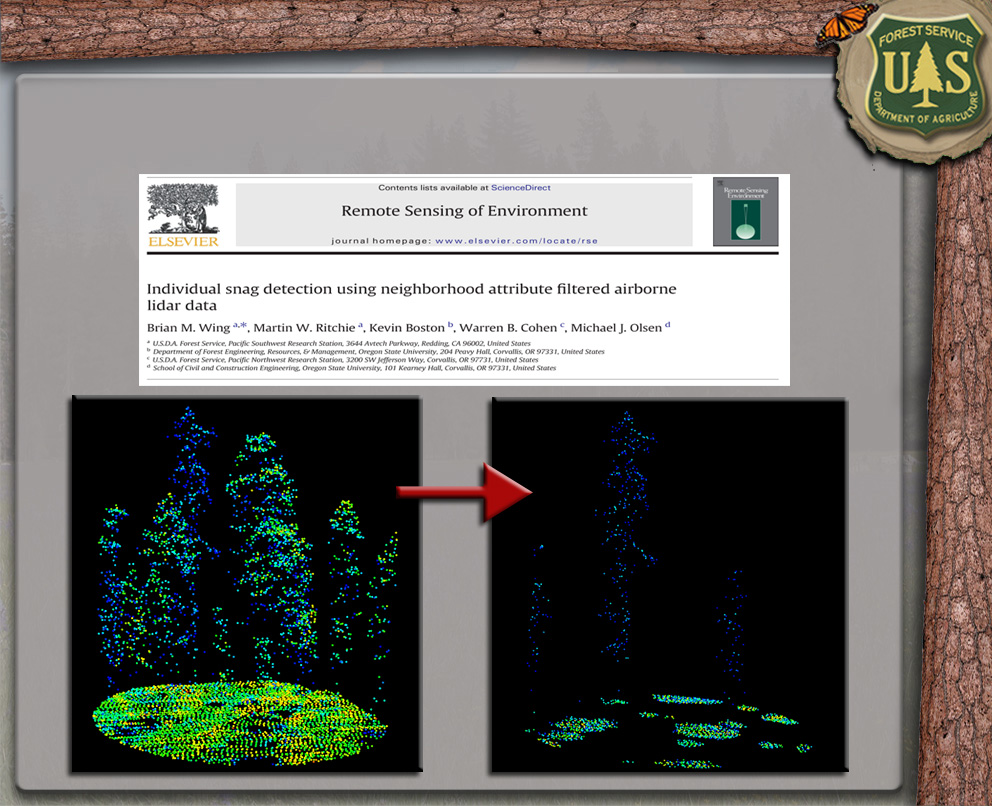 FOREST SERVICE
U S
DEPARTMENT OF AGRICULTURE
Contents lists available at ScienceDirect
Remote Sensing of Environment
journal homepage: www.elsevier.com/locate/rse
ELSEVIER
Remote Sensing
Environment
Individual snag detection using neighborhood attribute filtered airborne
lidar data
Brian M. Wing a,*, Martin W. Ritchie a, Kevin Boston b, Warren B. Cohen c, Michael J. Olsen d
a U.S.D.A. Forest Service, Pacific Southwest Research Station, 3644 Avtech Parkway, Redding, CA 96002, United States
b Department of Forest Engineering, Resources, & Management, Oregon State University, 204 Peavy Hall, Corvallis, OR 97331, United States
c U.S.D.A. Forest Service, Pacific Northwest Research Station, 3200 SW Jefferson Way, Corvallis, OR 97731, United States
d School of Civil and Construction Engineering, Oregon State University, 101 Kearney Hall, Corvallis, OR 97331, United States